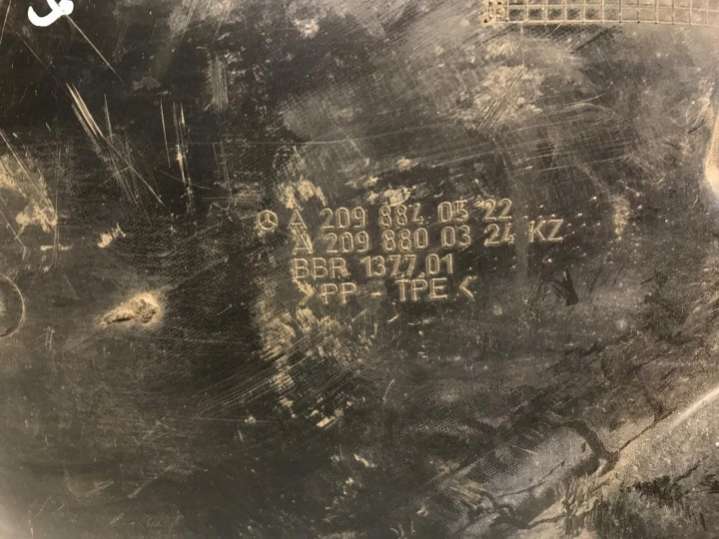 A 209 884 05 22
A 209 880 03 24 KZ
BBR 1377.01
>PP - TPE<